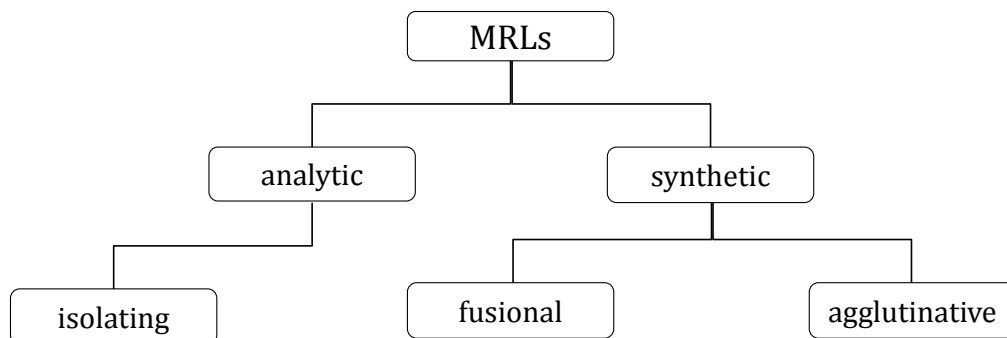 MRLs
analytic
synthetic
isolating
fusional
agglutinative